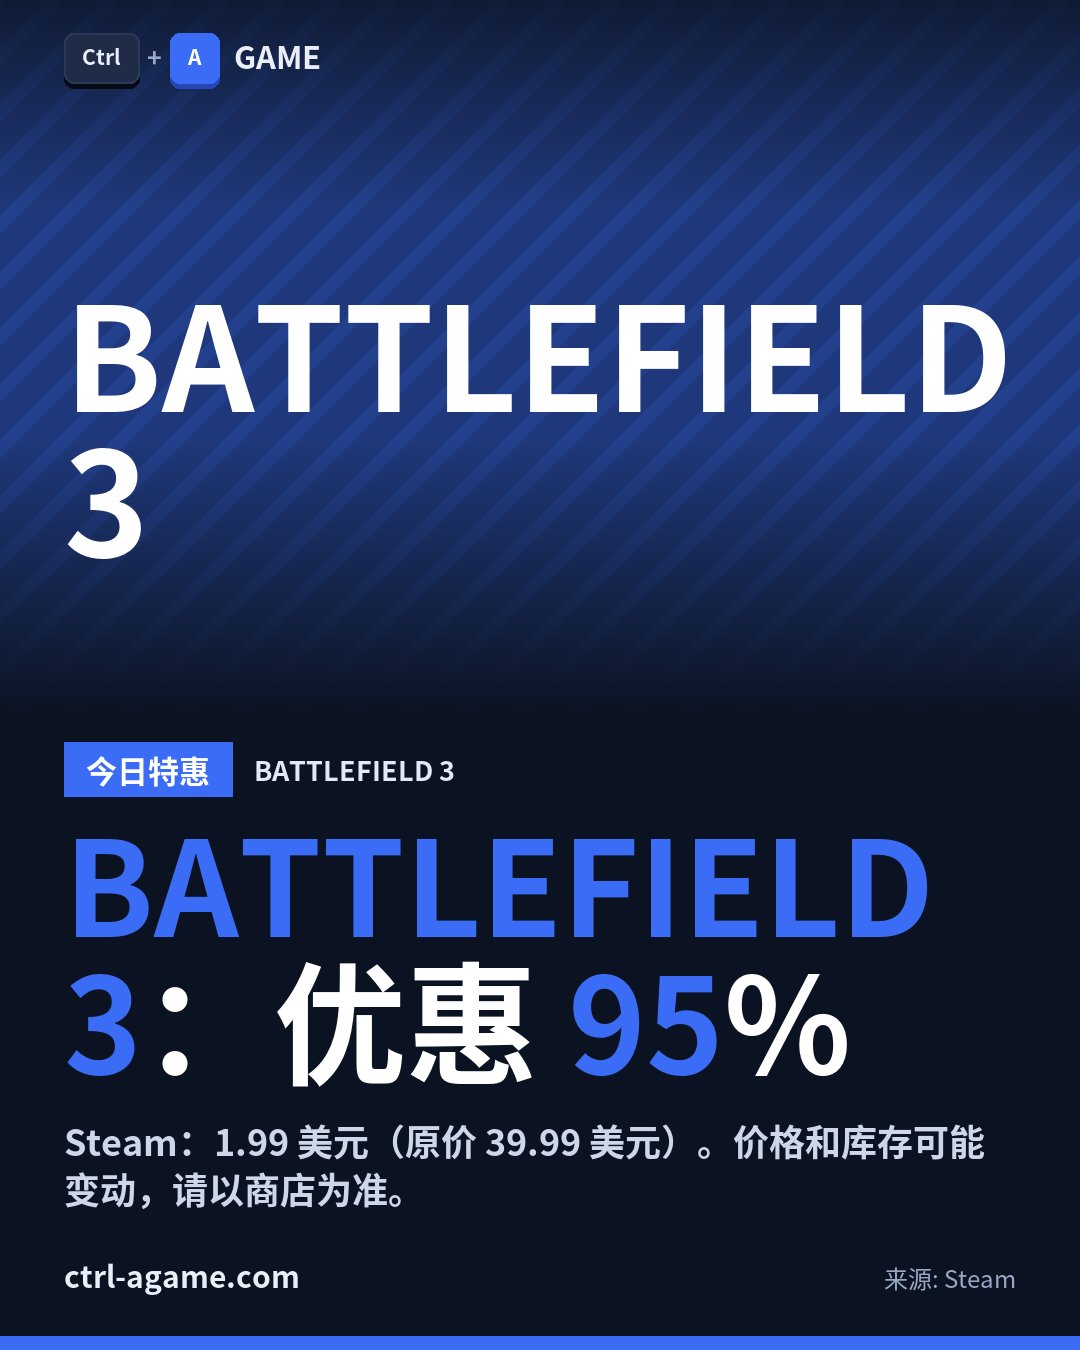 Ctrl + A GAME
BATTLEFIELD
3
今日特惠 BATTLEFIELD 3
BATTLEFIELD
3：优惠 95%
Steam：1.99 美元（原价 39.99 美元）。价格和库存可能
变动，请以商店为准。
ctrl-agame.com 来源: Steam